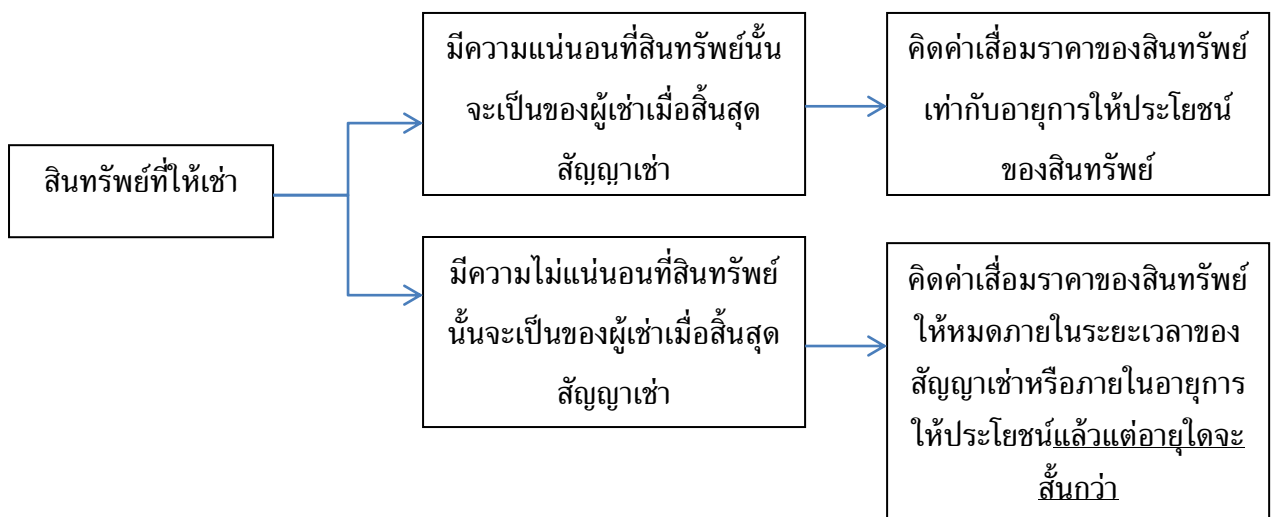 สินทรัพย์ที่ให้เช่า
มีความแน่นอนที่สินทรัพย์นั้น
จะเป็นของผู้เช่าเมื่อสิ้นสุด
สัญญาเช่า
คิดค่าเสื่อมราคาของสินทรัพย์
เท่ากับอายุการให้ประโยชน์
ของสินทรัพย์
มีความไม่แน่นอนที่สินทรัพย์
นั้นจะเป็นของผู้เช่าเมื่อสิ้นสุด
สัญญาเช่า
คิดค่าเสื่อมราคาของสินทรัพย์
ให้หมดภายในระยะเวลาของ
สัญญาเช่าหรือภายในอายุการ
ให้ประโยชน์แล้วแต่อายุใดจะ
สั้นกว่า